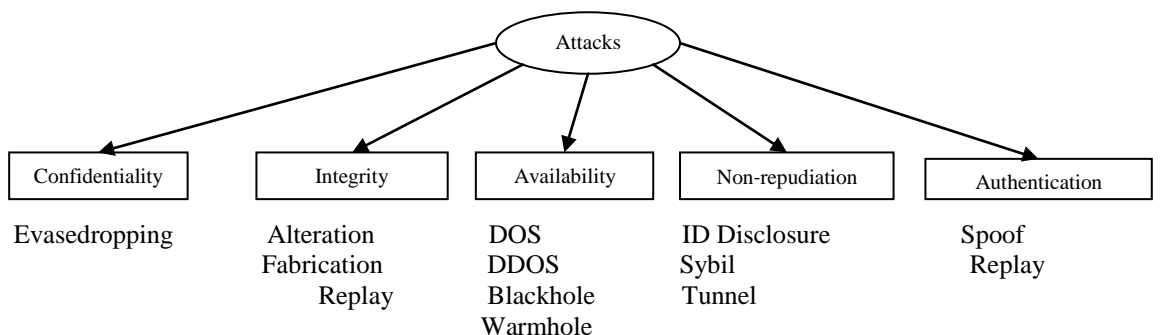 Attacks
Confidentiality
Integrity
Availability
Non-repudiation
Authentication
Evasedropping
Alteration
Fabrication
Replay
DOS
DDOS
Blackhole
Warmhole
ID Disclosure
Sybil
Tunnel
Spoof
Replay